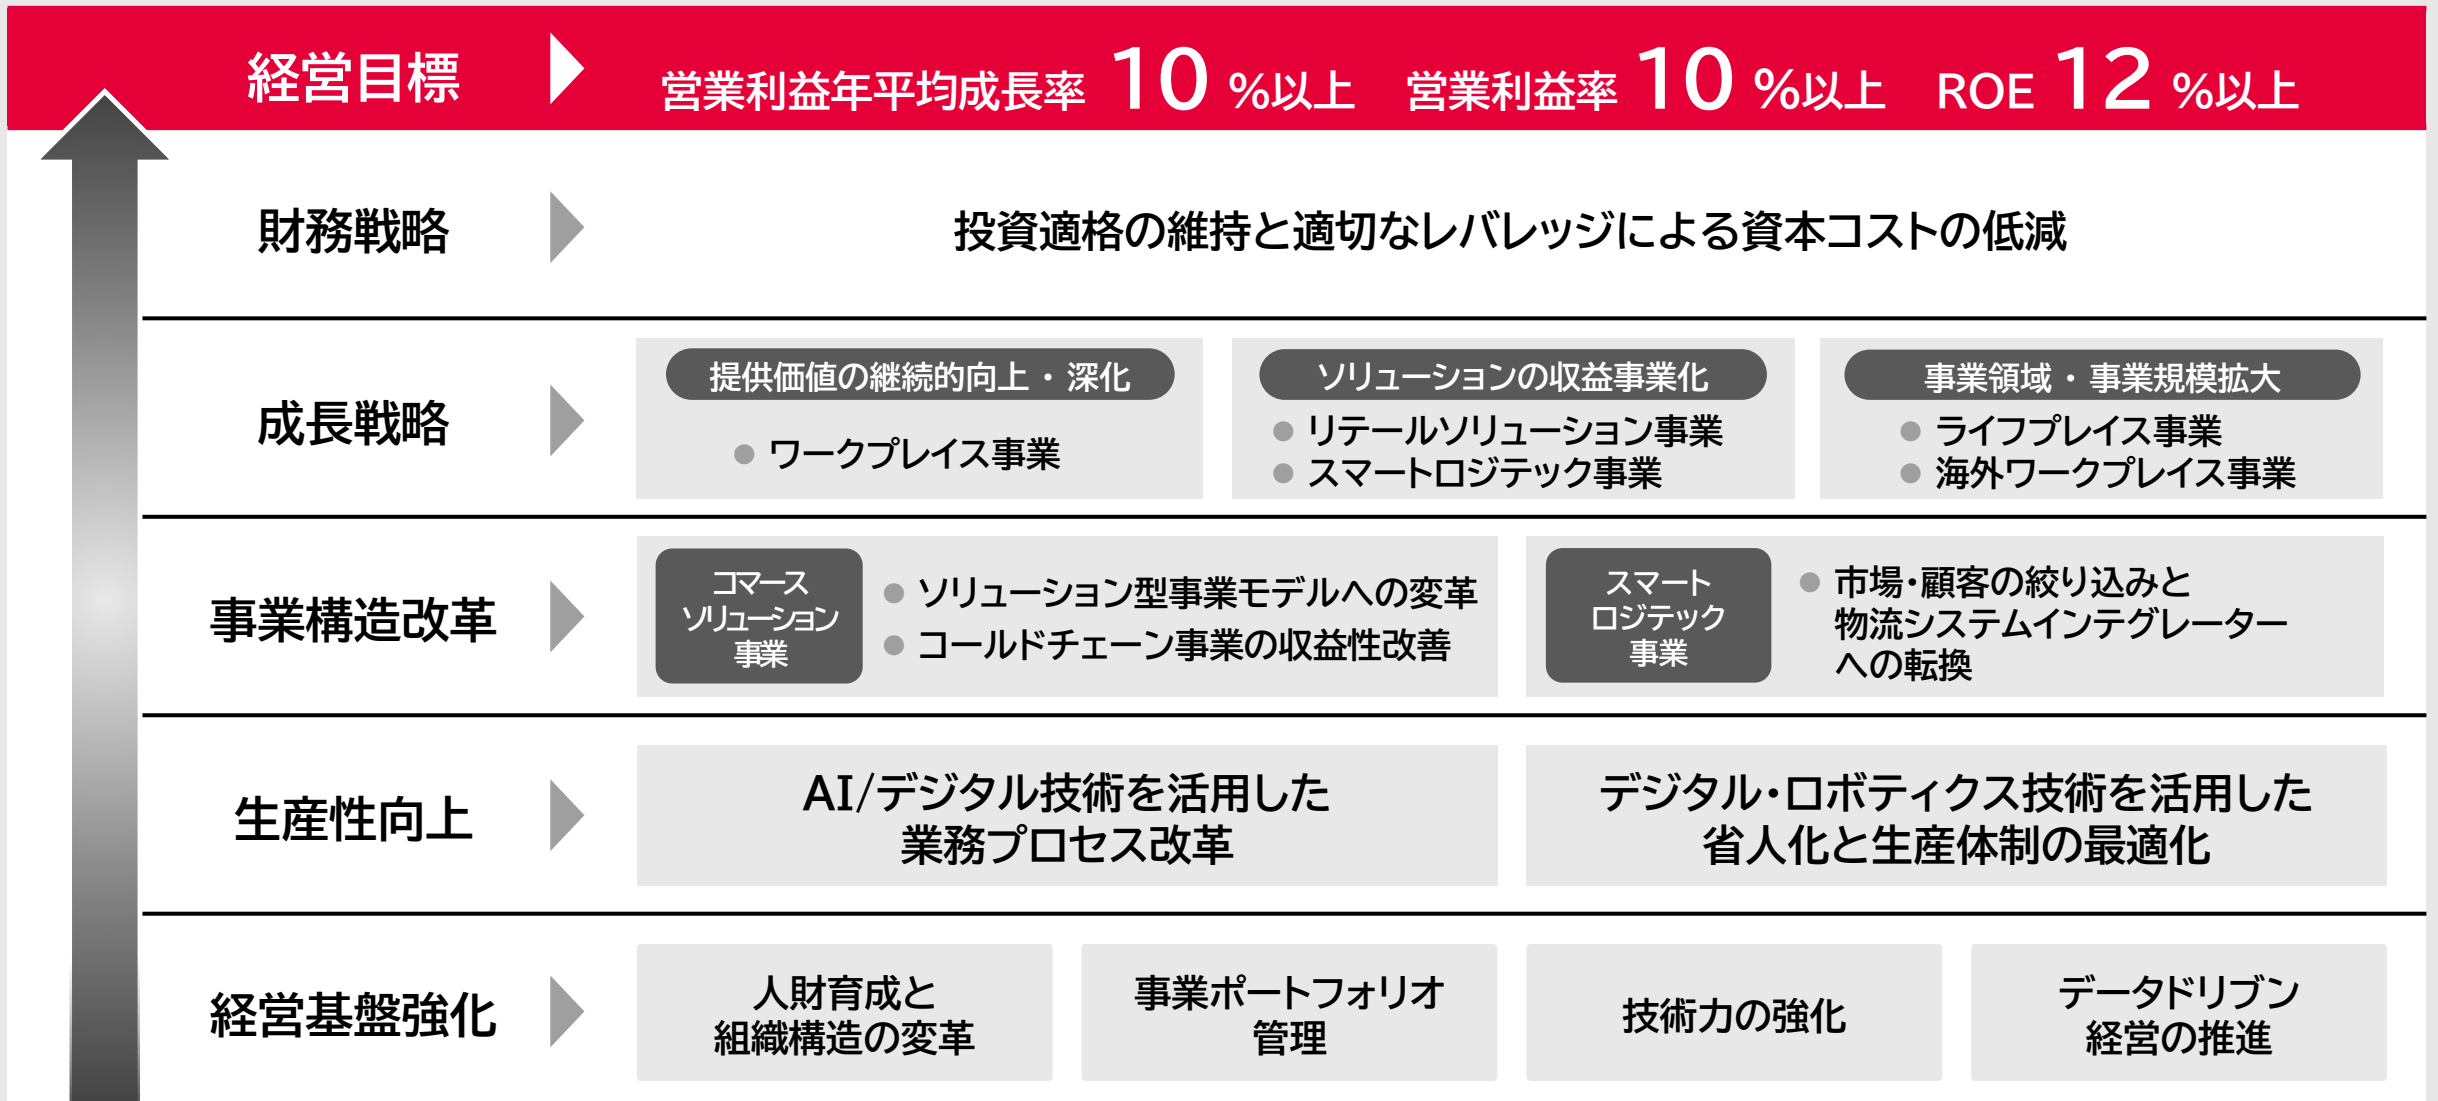 経営目標
営業利益年平均成長率 10 %以上 営業利益率 10 %以上 ROE 12 %以上
財務戦略
投資適格の維持と適切なレバレッジによる資本コストの低減
成長戦略
提供価値の継続的向上・深化
ワークプレイス事業
ソリューションの収益事業化
リテールソリューション事業
スマートロジテック事業
事業領域・事業規模拡大
ライフプレイス事業
海外ワークプレイス事業
事業構造改革
コマース
ソリューション
事業
ソリューション型事業モデルへの変革
コールドチェーン事業の収益性改善
スマート
ロジテック
事業
市場・顧客の絞り込みと
物流システムインテグレーター
への転換
生産性向上
AI/デジタル技術を活用した
業務プロセス改革
デジタル・ロボティクス技術を活用した
省人化と生産体制の最適化
経営基盤強化
人財育成と
組織構造の変革
事業ポートフォリオ
管理
技術力の強化
データドリブン
経営の推進